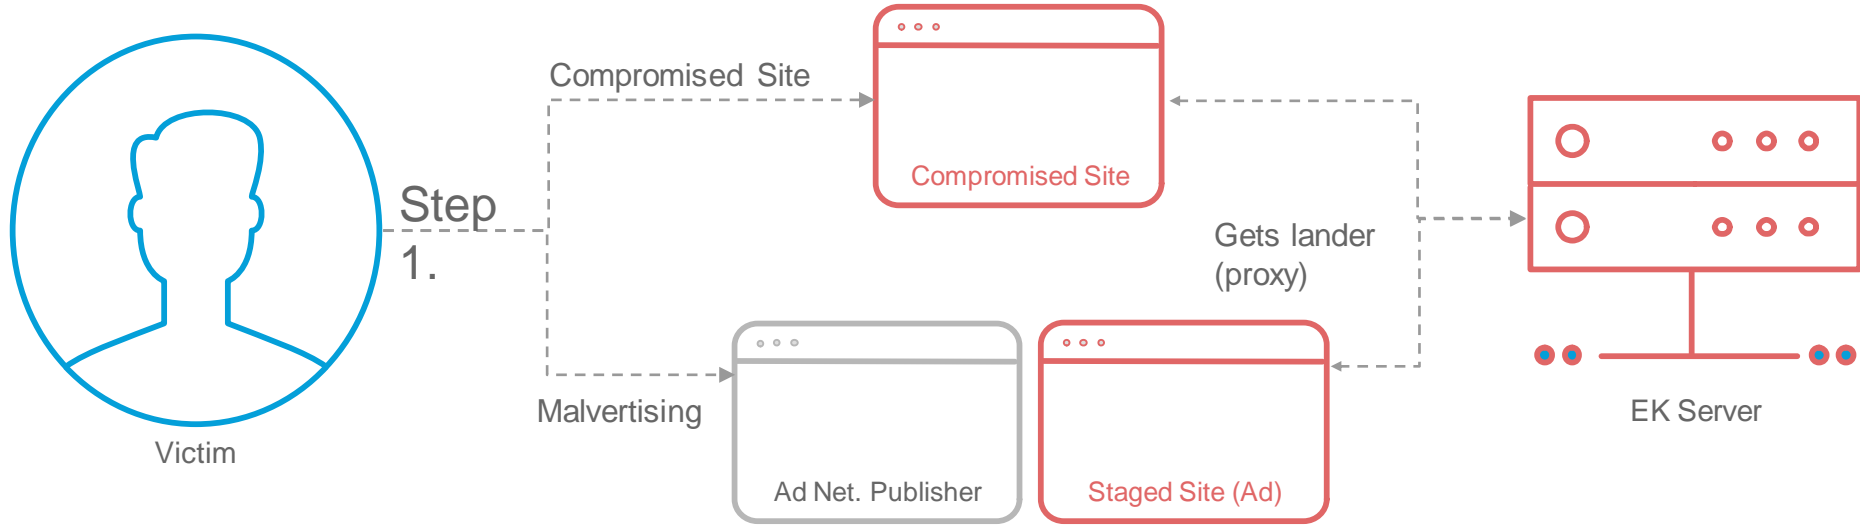 Compromised Site
Compromised Site
Step
1.
Gets lander
(proxy)
Malvertising
EK Server
Victim
Ad Net. Publisher
Staged Site (Ad)